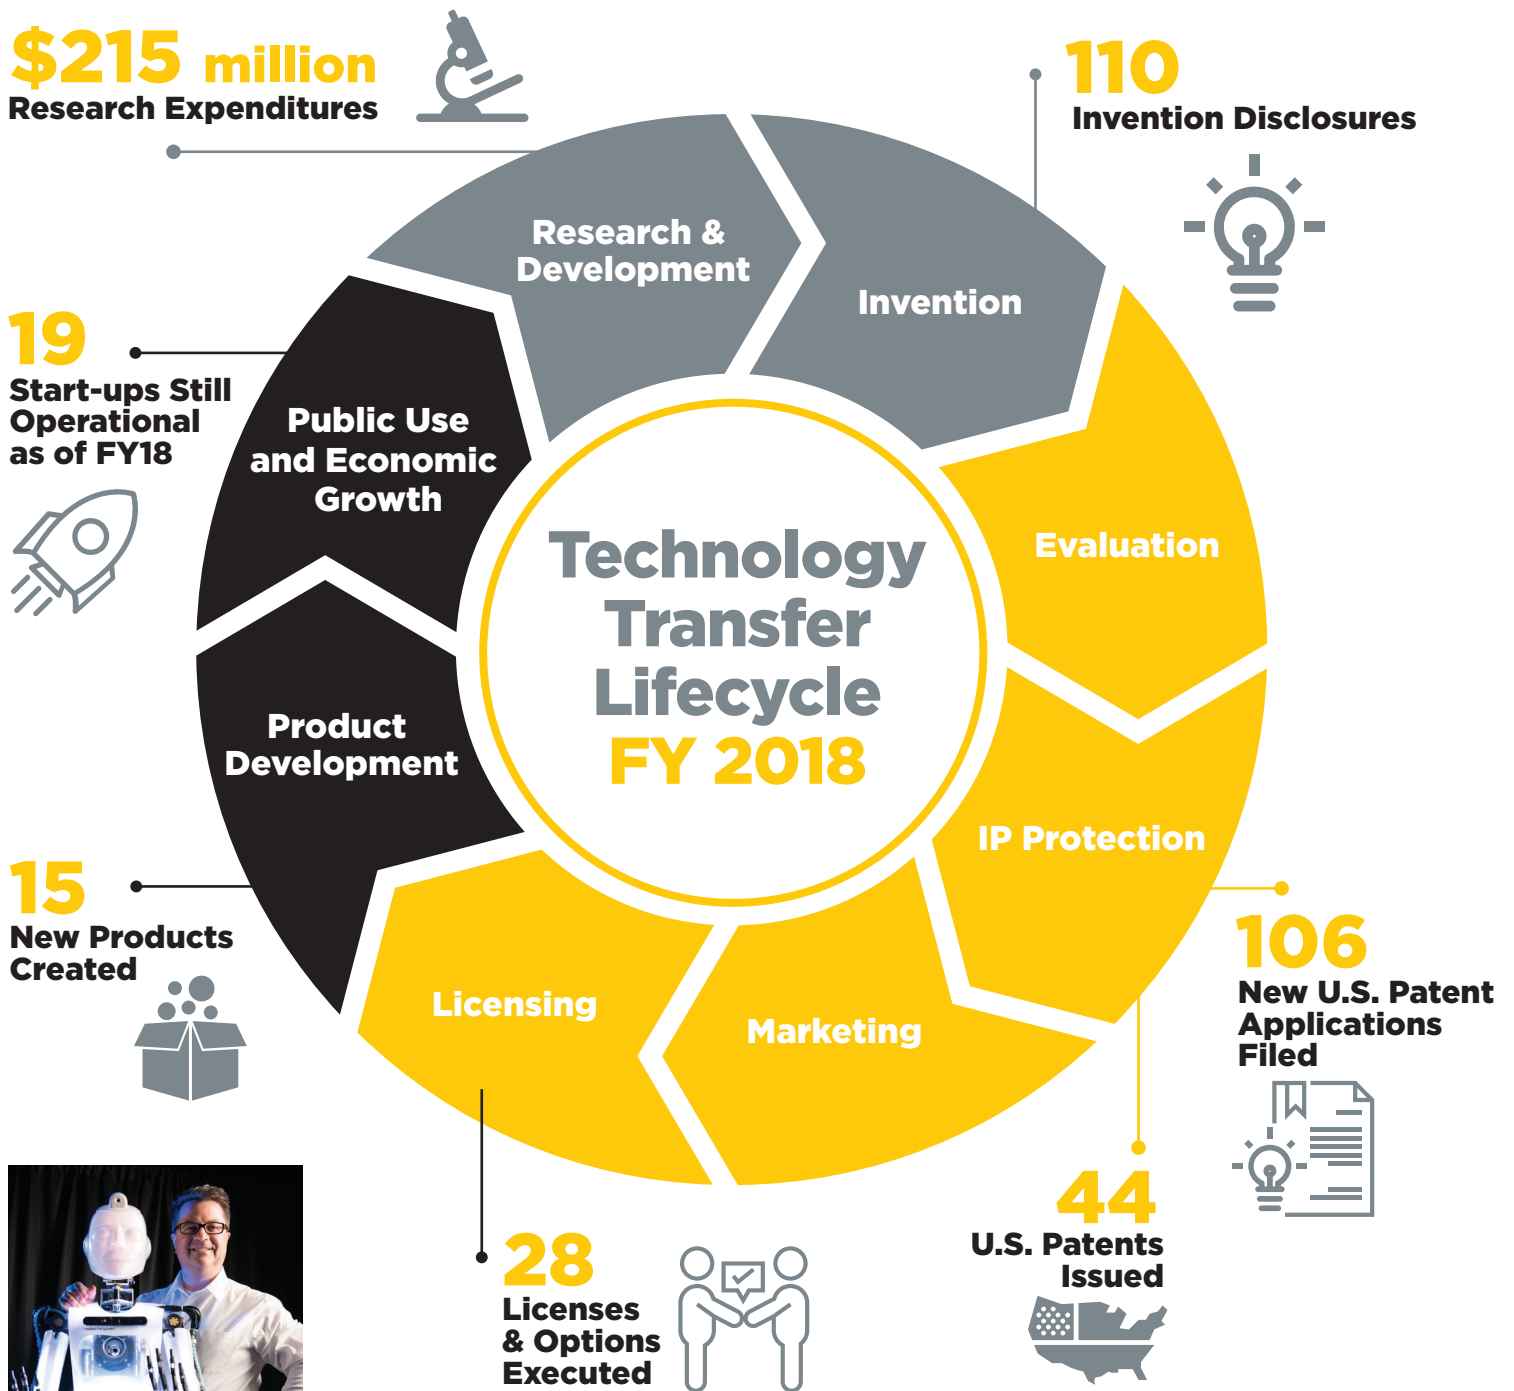 $215 million
Research Expenditures
110
Invention Disclosures
Research &
Development
Invention
19
Start-ups Still
Operational
as of FY18
Public Use
and Economic
Growth
Evaluation
Technology
Transfer
Lifecycle
FY 2018
Product
Development
IP Protection
15
New Products
Created
106
New U.S. Patent
Applications
Filed
Licensing
Marketing
44
U.S. Patents
Issued
28
Licenses
& Options
Executed